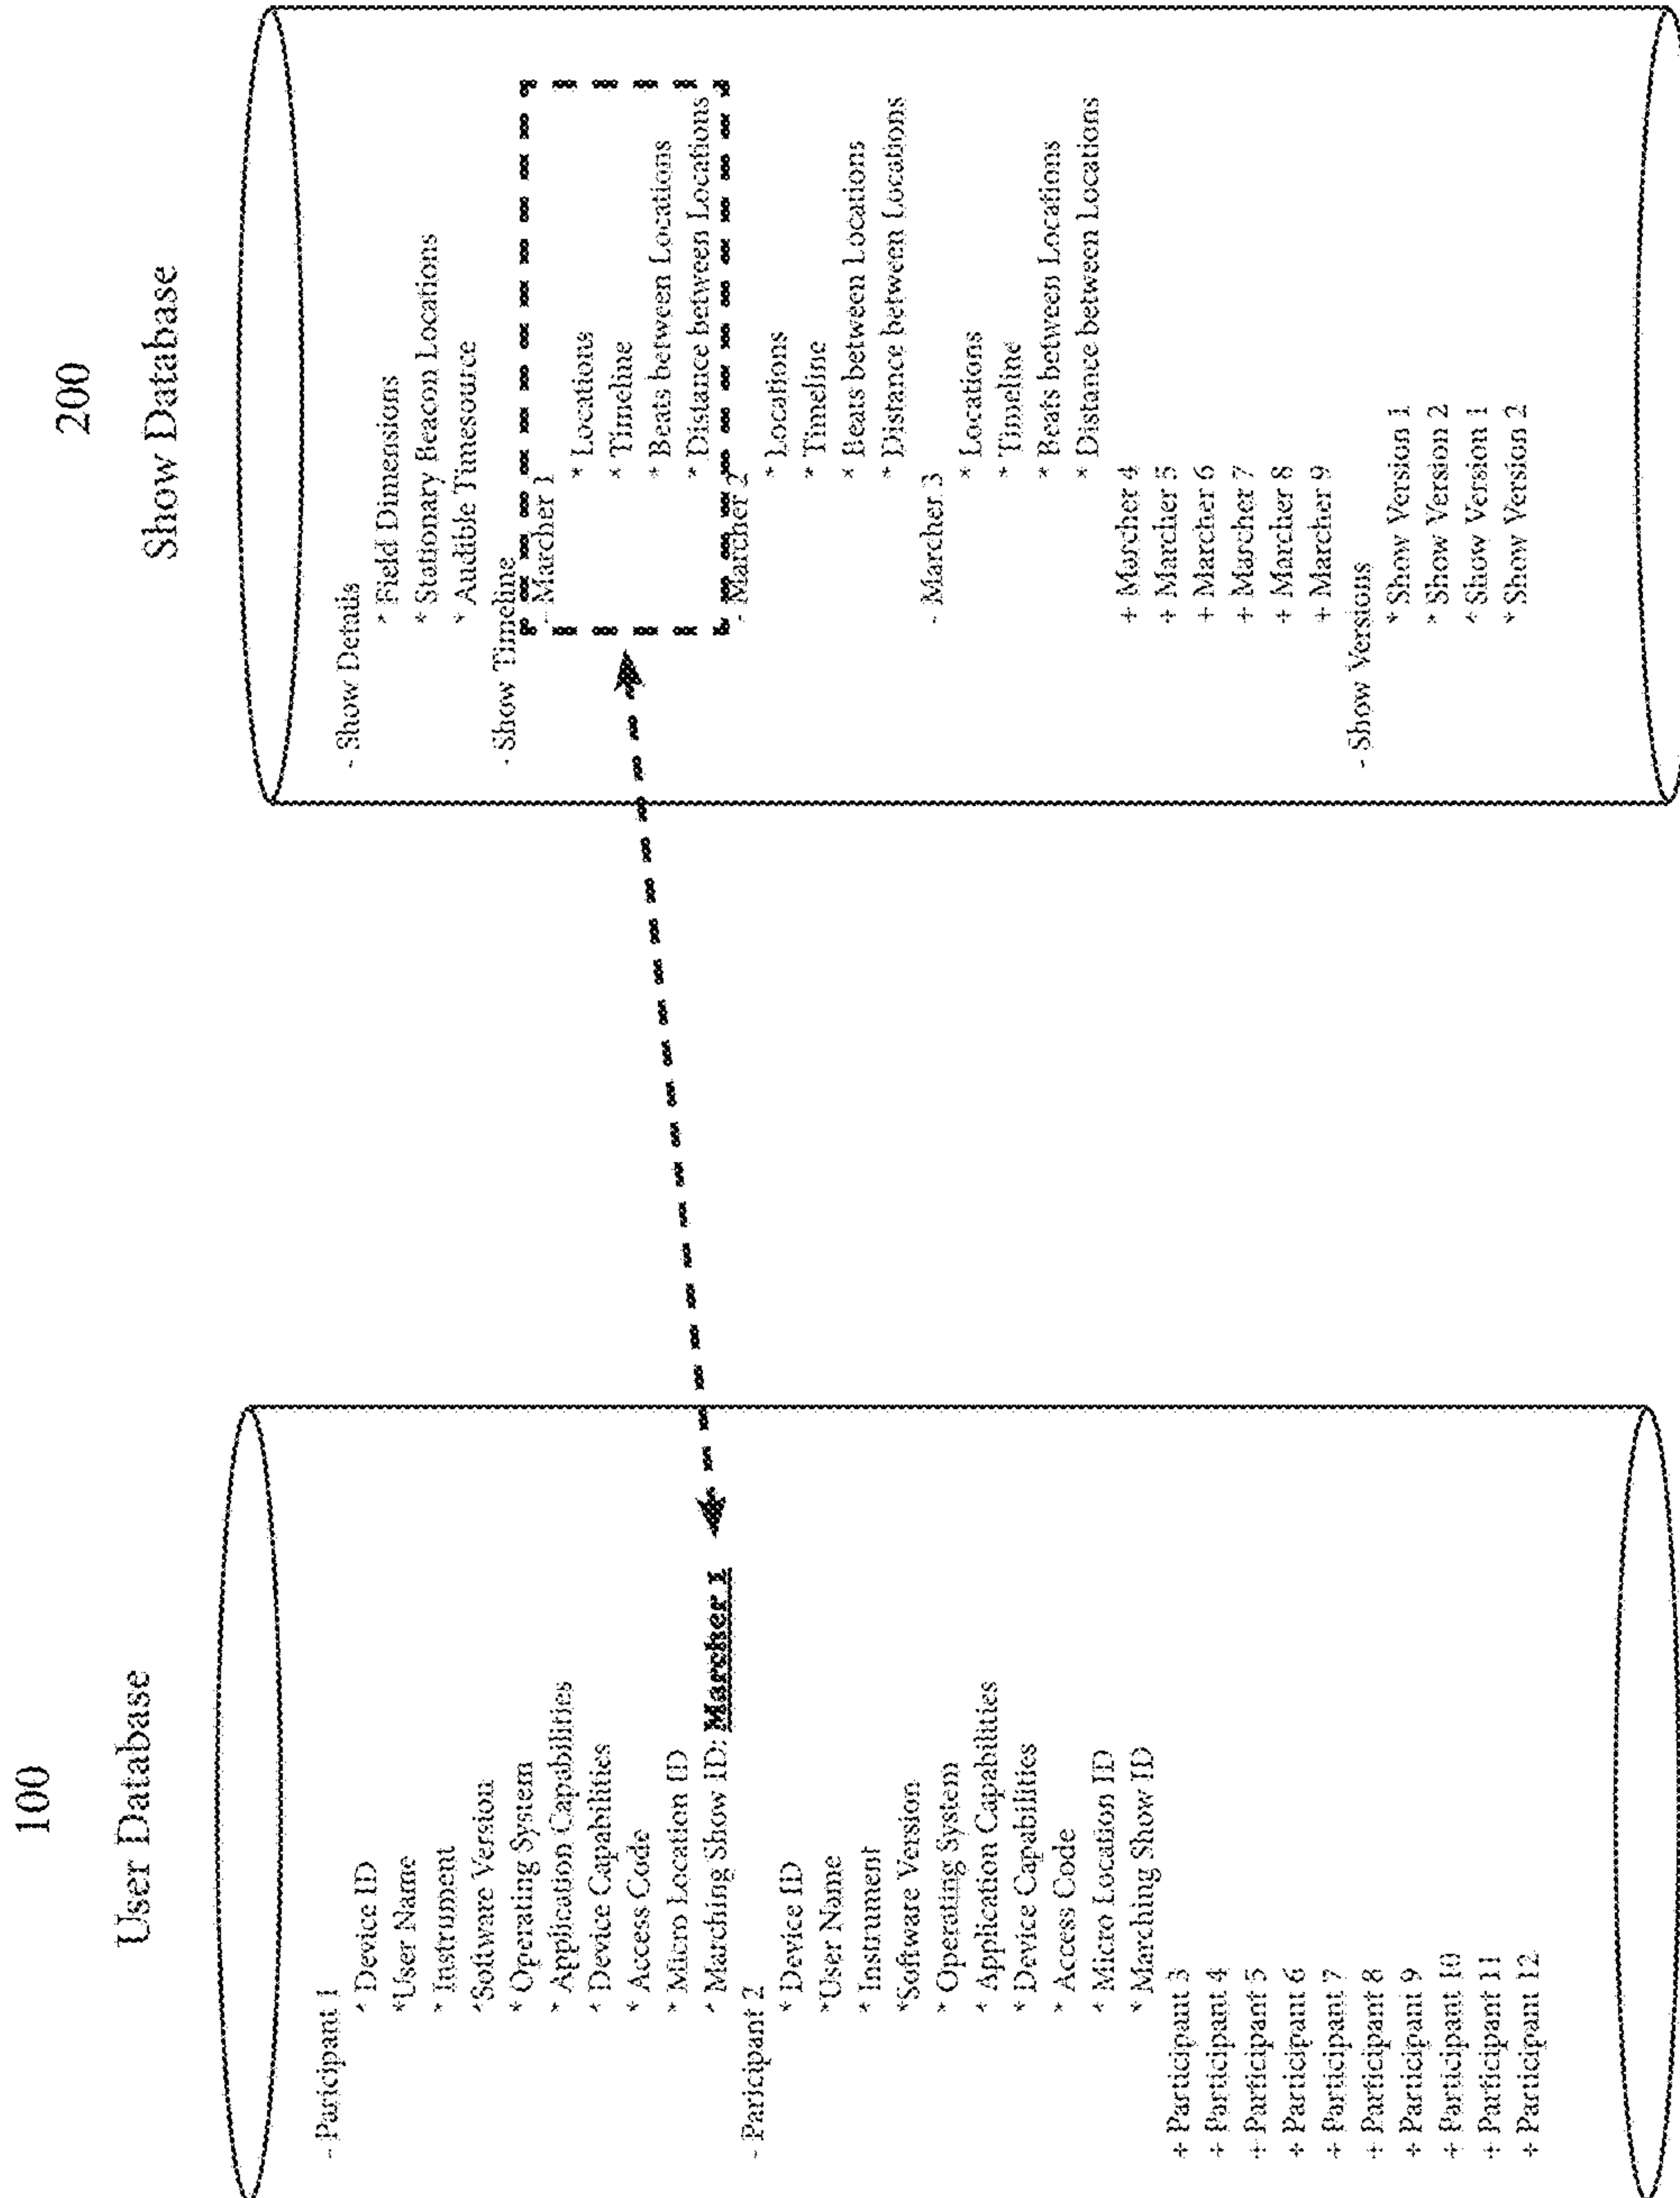 100
User Database
- Paricipant 1
* Device ID
*User Name
* Instrument
*Software Version
* Operating System
* Application Capabilities
* Device Capabilities
* Access Code
* Micro Location ID
* Marching Show ID: Marcher 1
- Participant 2
* Device ID
*User Name
* Instrument
*Software Version
* Operating System
* Application Capabilities
* Device Capabilities
* Access Code
* Micro Location ID
* Marching Show ID
+ Participant 3
+ Participant 4
+ Participant 5
+ Participant 6
+ Participant 7
+ Participant 8
+ Participant 9
+ Participant 10
+ Participant 11
+ Participant 12
200
Show Database
- Show Details
* Field Dimensions
* Stationary Beacon Locations
* Audible Timesource
- Show Timeline
- Marcher 1
* Locations
* Timeline
* Beats between Locations
* Distance between Locations
- Marcher 2
* Locations
* Timeline
* Beats between Locations
* Distance between Locations
- Marcher 3
* Locations
* Timeline
* Beats between Locations
* Distance between Locations
+ Marcher 4
+ Marcher 5
+ Marcher 6
+ Marcher 7
+ Marcher 8
+ Marcher 9
- Show Versions
* Show Version 1
* Show Version 2
* Show Version 1
* Show Version 2